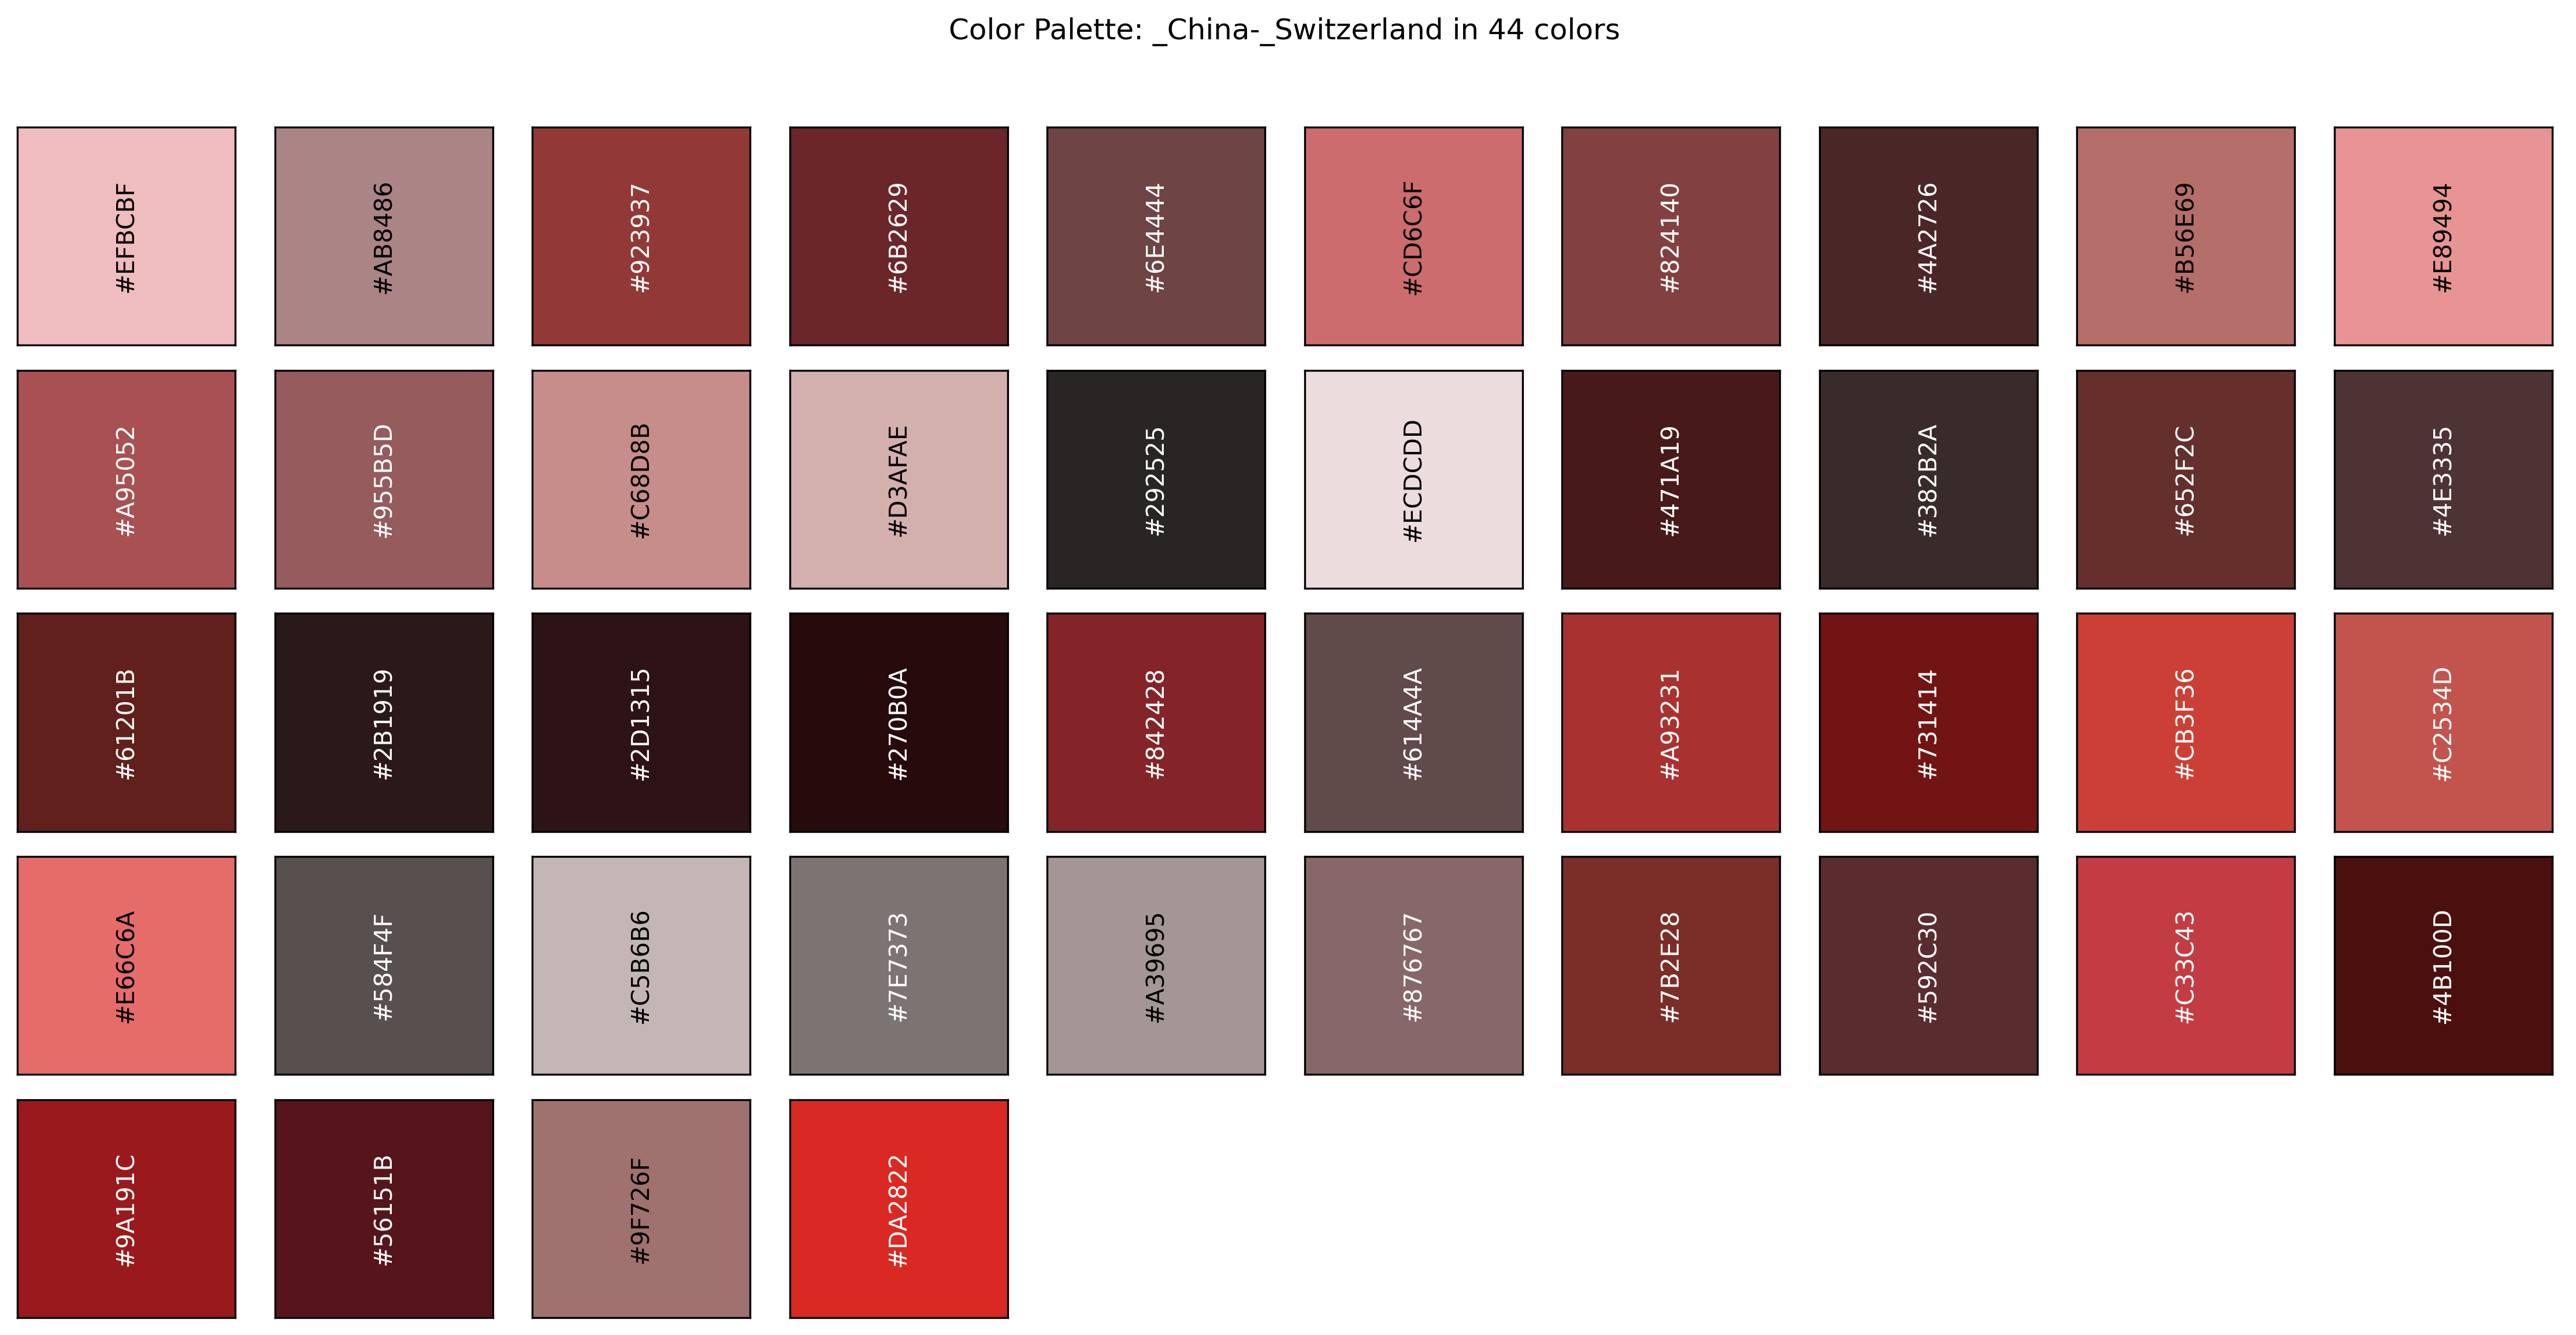 Color Palette: _China-_Switzerland in 44 colors
#EFBCBF
#AB8486
#923937
#6B2629
#6E4444
#CD6C6F
#824140
#4A2726
#B56E69
#E89494
#A95052
#955B5D
#C68D8B
#D3AFAE
#292525
#ECDCDD
#471A19
#382B2A
#652F2C
#4E3335
#61201B
#2B1919
#2D1315
#270B0A
#842428
#614A4A
#A93231
#731414
#CB3F36
#C2534D
#E66C6A
#584F4F
#C5B6B6
#7E7373
#A39695
#876767
#7B2E28
#592C30
#C33C43
#4B100D
#9A191C
#56151B
#9F726F
#DA2822